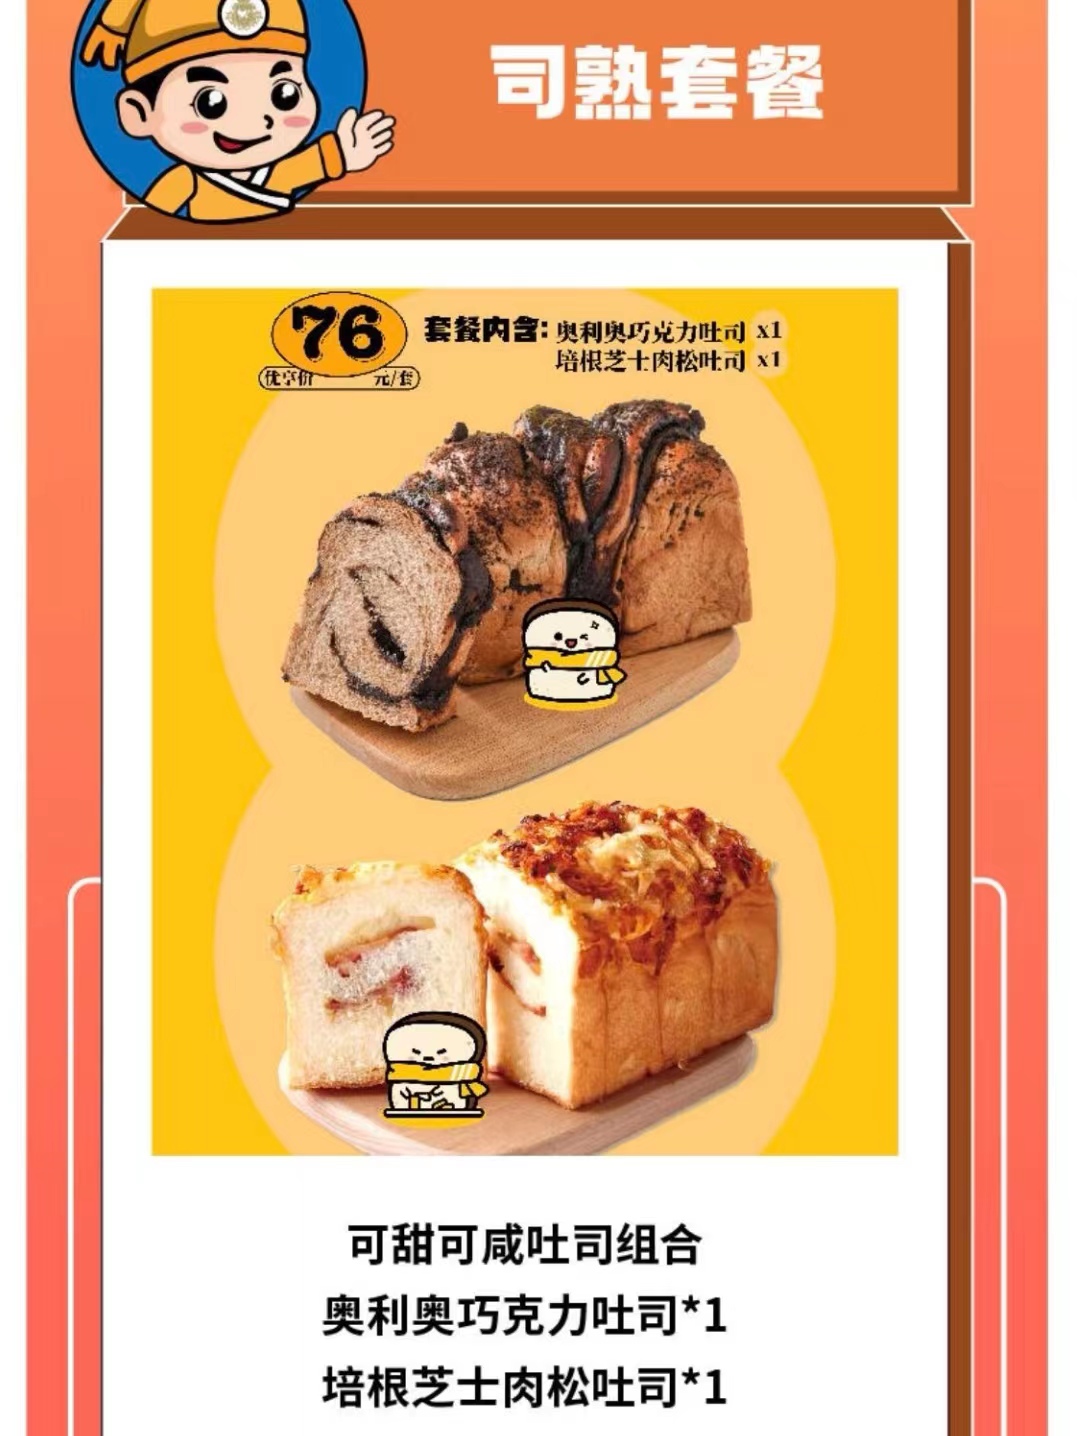 司熟套餐
76
优享价 元/套
套餐内含: 奥利奥巧克力吐司 x1
培根芝士肉松吐司 x1
可甜可咸吐司组合
奥利奥巧克力吐司*1
培根芝士肉松吐司*1